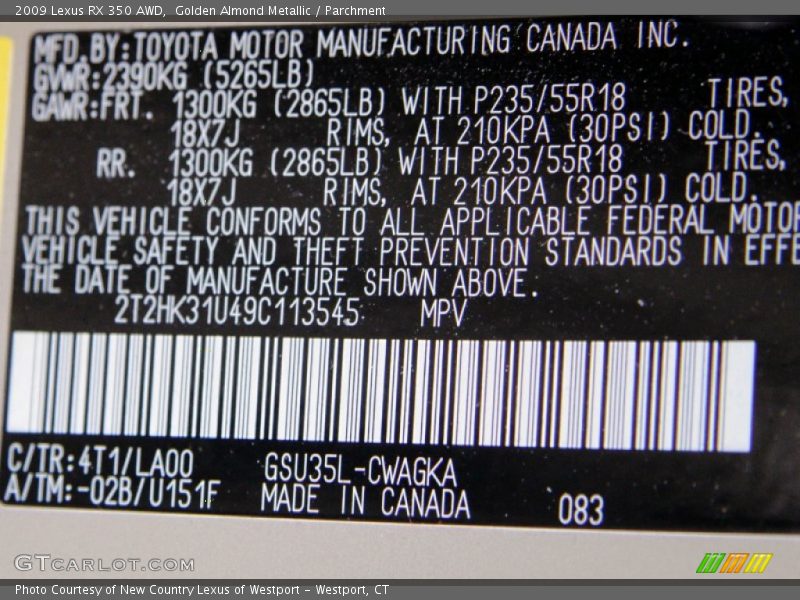 2009 Lexus RX 350 AWD,  Golden Almond Metallic / Parchment
MFD.BY:TOYOTA MOTOR MANUFACTURING CANADA INC.
GVWR:2390KG (5265LB)
GAWR:FRT. 1300KG (2865LB) WITH P235/55R18 TIRES,
18X7J RIMS, AT 210KPA (30PSI) COLD.
RR. 1300KG (2865LB) WITH P235/55R18 TIRES,
18X7J RIMS, AT 210KPA (30PSI) COLD.
THIS VEHICLE CONFORMS TO ALL APPLICABLE FEDERAL MOTOR
VEHICLE SAFETY AND THEFT PREVENTION STANDARDS IN EFFE
THE DATE OF MANUFACTURE SHOWN ABOVE.
2T2HK31U49C113545 MPV
C/TR:4T1/LA00 GSU35L-CWAGKA
A/TM:-02B/U151F MADE IN CANADA 083
GTCARLOT.COM
Photo Courtesy of New Country Lexus of Westport - Westport, CT